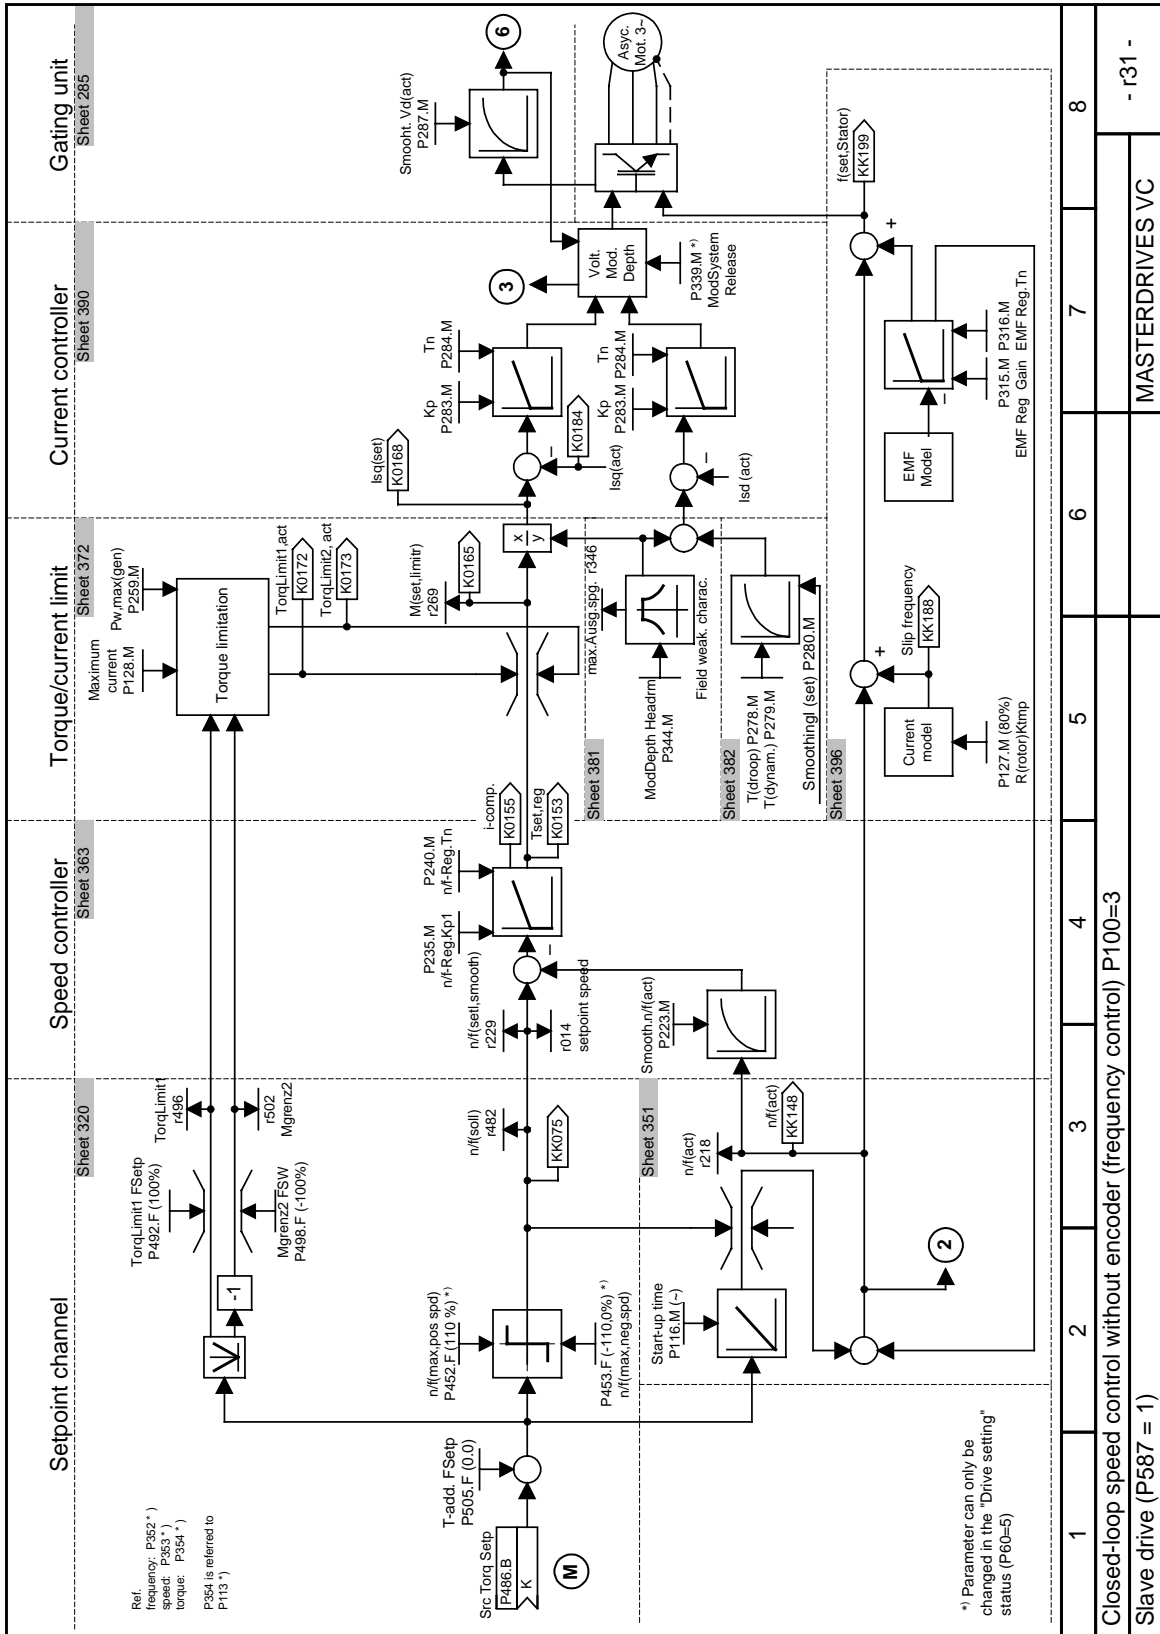 Setpoint channel
Speed controller
Torque/current limit
Current controller
Gating unit
Sheet 320
Sheet 363
Sheet 372
Sheet 390
Sheet 285
Ref.
frequency: P352 * )
speed: P353 * )
torque: P354 * )
P354 is referred to
P113 *)
TorqLimit1 FSetp
P492.F (100%)
TorqLimit1
r496
-1
Mgrenz2 FSW
P498.F (-100%)
r502
Mgrenz2
Maximum
current
P128.M
Pw,max(gen)
P259.M
Torque limitation
TorqLimit1,act
K0172
TorqLimit2, act
K0173
Src Torq Setp
P486.B
K
M
T-add. FSetp
P505.F (0.0)
n/f(max,pos spd)
P452.F (110 %) *)
P453.F (-110,0%) *)
n/f(max,neg.spd)
n/f(soll)
r482
KK075
n/f(setl,smooth)
r229
r014
setpoint speed
P235.M
n/f-Reg.Kp1
P240.M
n/f-Reg.Tn
i-comp.
K0155
Tset,reg
K0153
M(set,limitr)
r269
K0165
x
y
Isq(set)
K0168
Kp
P283.M
Tn
P284.M
K0184
Isq(act)
3
Volt.
Mod.
Depth
P339.M *)
ModSystem
Release
Smooht. Vd(act)
P287.M
6
Asyc.
Mot. 3~
Sheet 381
max.Ausg.spg. r346
ModDepth Headrm
P344.M
Field weak. charac.
Kp
P283.M
Tn
P284.M
Isd (act)
Sheet 382
T(droop) P278.M
T(dynam.) P279.M
SmoothingI (set) P280.M
Sheet 351
Start-up time
P116.M (~)
n/f(act)
r218
n/f(act)
KK148
Smooth.n/f(act)
P223.M
2
Sheet 396
Current
model
P127.M (80%)
R(rotor)Ktmp
Slip frequency
KK188
+
EMF
Model
P315.M
EMF Reg Gain
P316.M
EMF Reg.Tn
+
f(set,Stator)
KK199
*) Parameter can only be
changed in the "Drive setting"
status (P60=5)
1
2
3
4
5
6
7
8
Closed-loop speed control without encoder (frequency control) P100=3
Slave drive (P587 = 1)
MASTERDRIVES VC
- r31 -